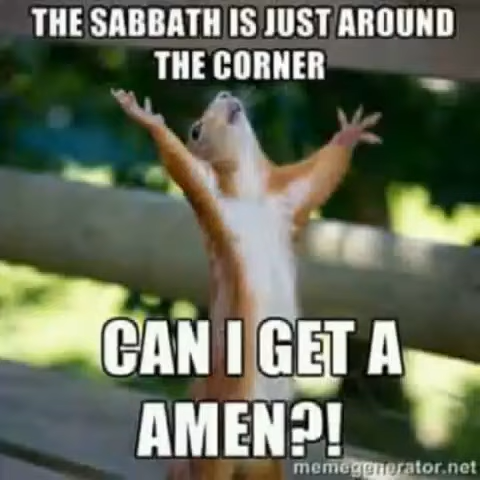 THE SABBATH IS JUST AROUND
THE CORNER
CAN I GET A
AMEN?!
memegenerator.net